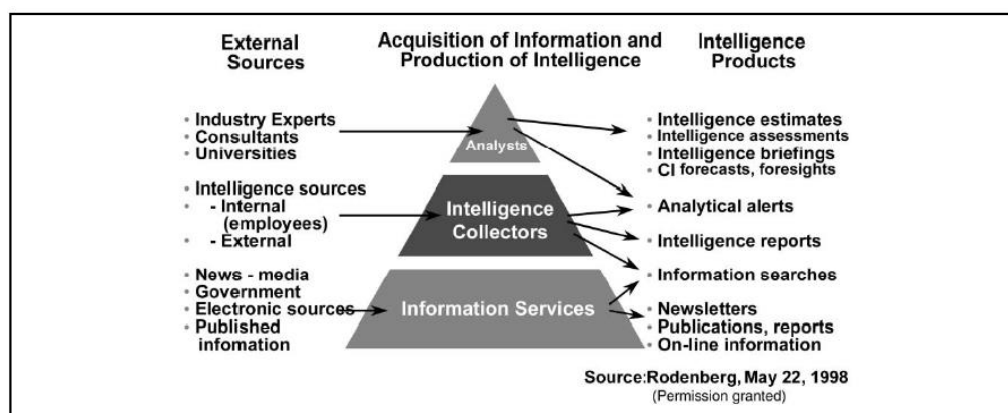 External
Sources
Acquisition of Information and
Production of Intelligence
Intelligence
Products
• Industry Experts
• Consultants
• Universities
• Intelligence sources
• - Internal
(employees)
• - External
• News - media
• Government
• Electronic sources
• Published
infomation
Analysts
Intelligence
Collectors
Information Services
• Intelligence estimates
• Intelligence assessments
• Intelligence briefings
• CI forecasts, foresights
• Analytical alerts
• Intelligence reports
• Information searches
• Newsletters
• Publications, reports
• On-line information
Source:Rodenberg, May 22, 1998
(Permission granted)